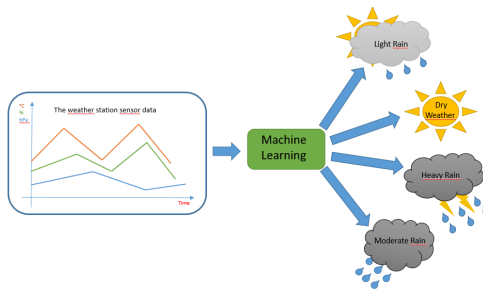 °C
%
hPa
The weather station sensor data
Time
Machine
Learning
Light Rain
Dry
Weather
Heavy Rain
Moderate Rain